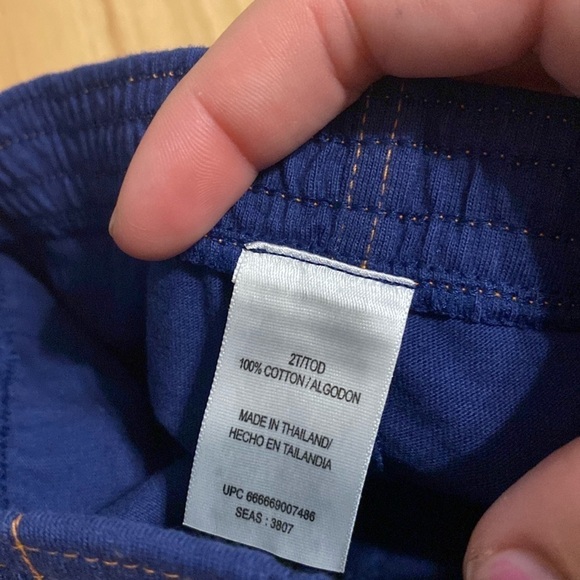 2T/TOD
100% COTTON/ALGODON
MADE IN THAILAND/
HECHO EN TAILANDIA
UPC 666669007486
SEAS : 3807